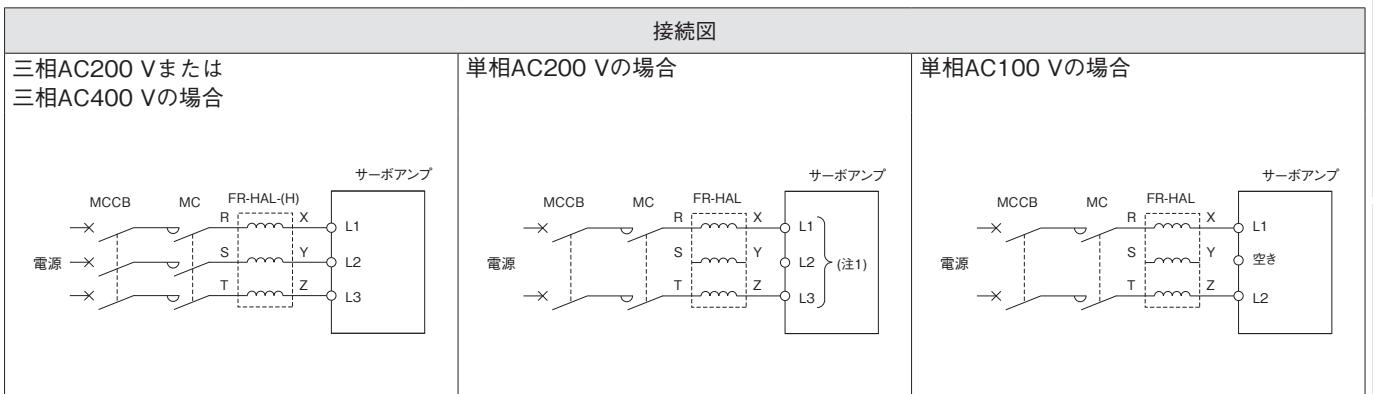 接続図
三相AC200 Vまたは
三相AC400 Vの場合
サーボアンプ
MCCB MC FR-HAL-(H)
R X L1
電源 S Y L2
T Z L3
単相AC200 Vの場合
サーボアンプ
MCCB MC FR-HAL
R X L1
電源 S Y L2 (注1)
T Z L3
単相AC100 Vの場合
サーボアンプ
MCCB MC FR-HAL
R X L1
電源 S Y 空き
T Z L2